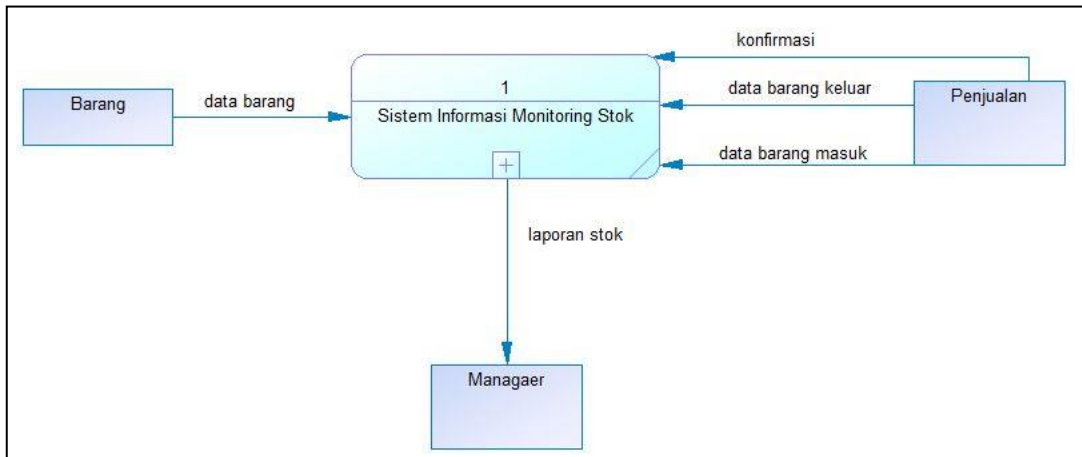 konfirmasi
1
Barang
data barang
Sistem Informasi Monitoring Stok
data barang keluar
Penjualan
data barang masuk
laporan stok
Managaer